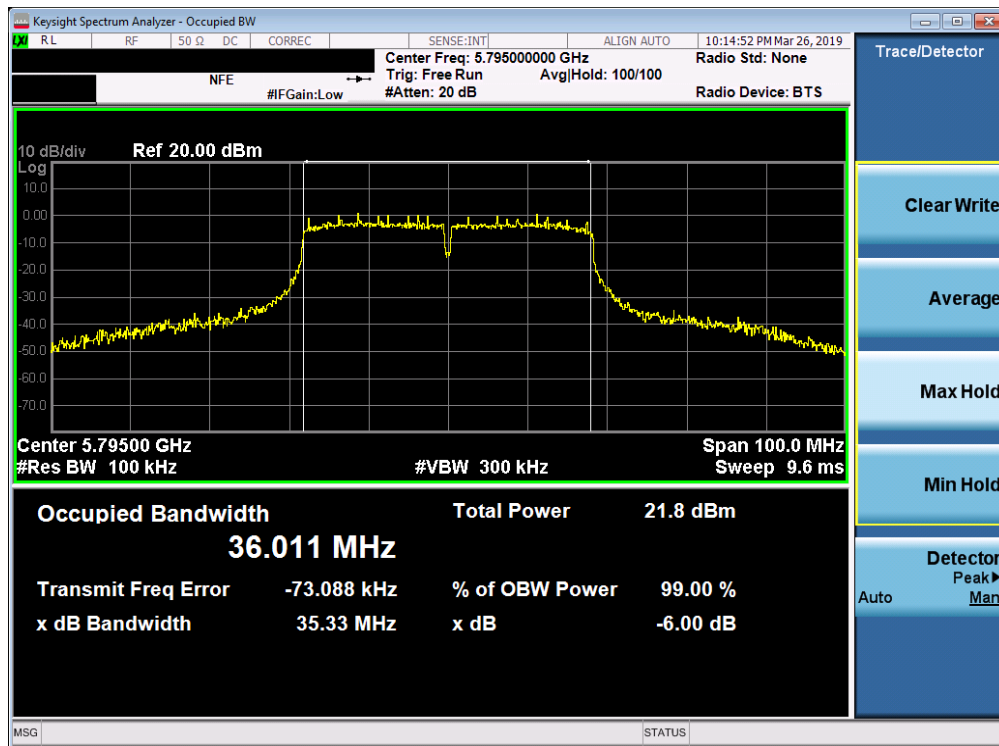 Keysight Spectrum Analyzer - Occupied BW
LXI RL RF 50 Ω DC CORREC SENSE:INT ALIGN AUTO 10:14:52 PM Mar 26, 2019
Center Freq: 5.795000000 GHz Radio Std: None
NFE Trig: Free Run Avg|Hold: 100/100
#IFGain:Low #Atten: 20 dB Radio Device: BTS
Trace/Detector
10 dB/div Ref 20.00 dBm
Log
10.0
0.00
-10.0
-20.0
-30.0
-40.0
-50.0
-60.0
-70.0
Center 5.79500 GHz Span 100.0 MHz
#Res BW 100 kHz #VBW 300 kHz Sweep 9.6 ms
Clear Write
Average
Max Hold
Min Hold
Detector
Peak▶
Auto Man
Occupied Bandwidth Total Power 21.8 dBm
36.011 MHz
Transmit Freq Error -73.088 kHz % of OBW Power 99.00 %
x dB Bandwidth 35.33 MHz x dB -6.00 dB
MSG STATUS